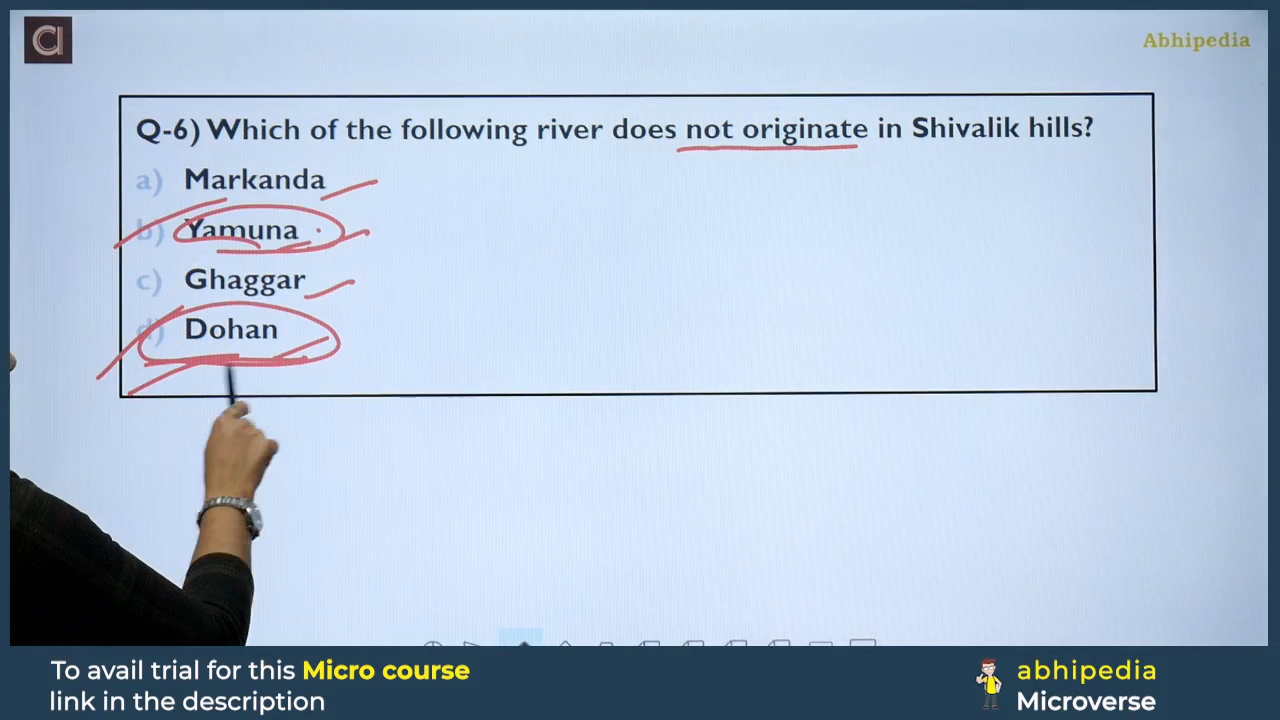 Abhipedia
Q-6) Which of the following river does not originate in Shivalik hills?
a) Markanda
b) Yamuna
c) Ghaggar
d) Dohan
To avail trial for this Micro course
link in the description
abhipedia
Microverse